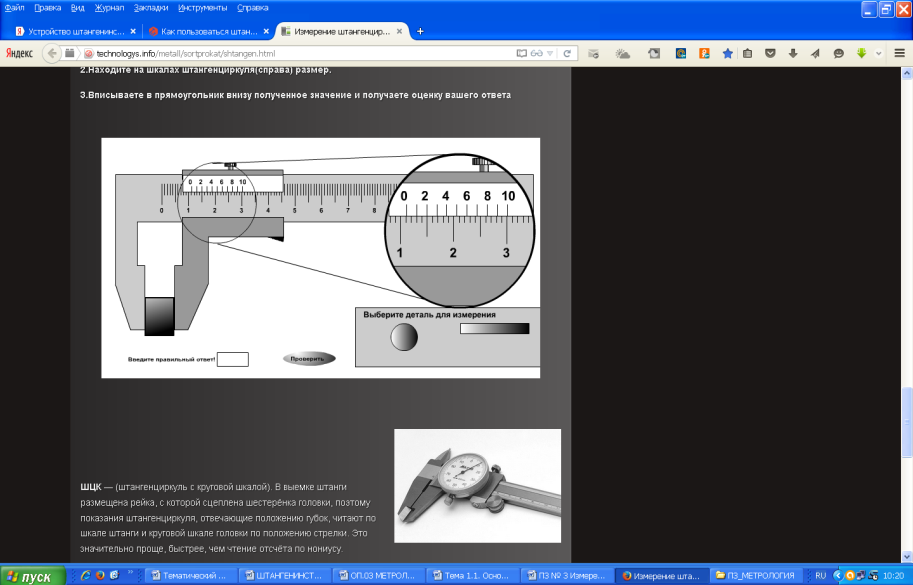 Файл Правка Вид Журнал Закладки Инструменты Справка
Я Устройство штангенинс... × Как пользоваться штан... × Измерение штангенцир... × +
Яндекс technologys.info/metall/sortprokat/shtangen.html
2.Находите на шкалах штангенциркуля(справа) размер.
3.Вписываете в прямоугольник внизу полученное значение и получаете оценку вашего ответа
0 2 4 6 8 10
0 1 2 3 4 5 6 7 8
0 2 4 6 8 10
1 2 3
Выберите деталь для измерения
Введите правильный ответ!
Проверить
ШЦК — (штангенциркуль с круговой шкалой). В выемке штанги
размещена рейка, с которой сцеплена шестерёнка головки, поэтому
показания штангенциркуля, отвечающие положению губок, читают по
шкале штанги и круговой шкале головки по положению стрелки. Это
значительно проще, быстрее, чем чтение отсчёта по нониусу.
пуск Тематический ... ШТАНГЕНИНСТ... ОП.03 МЕТРОЛ... Тема 1.1. Осно... ПЗ № 3 Измере... Измерение шта... ПЗ_МЕТРОЛОГИЯ RU 10:20